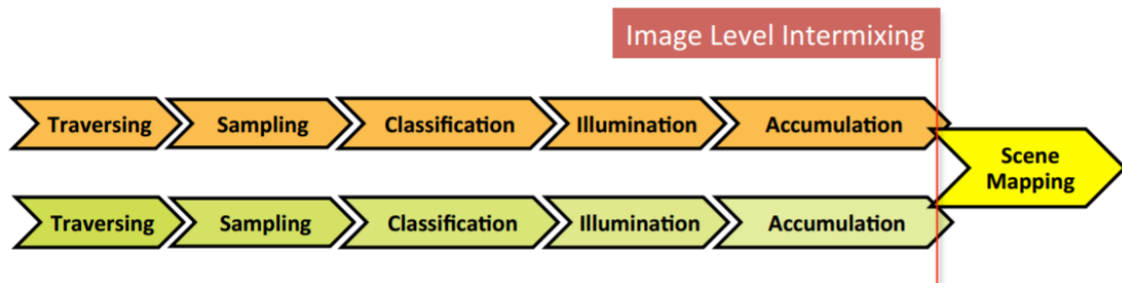 Image Level Intermixing
Traversing Sampling Classification Illumination Accumulation
Scene
Mapping
Traversing Sampling Classification Illumination Accumulation